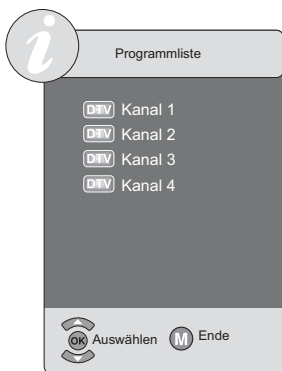 i
Programmliste
DTV Kanal 1
DTV Kanal 2
DTV Kanal 3
DTV Kanal 4
OK Auswählen M Ende